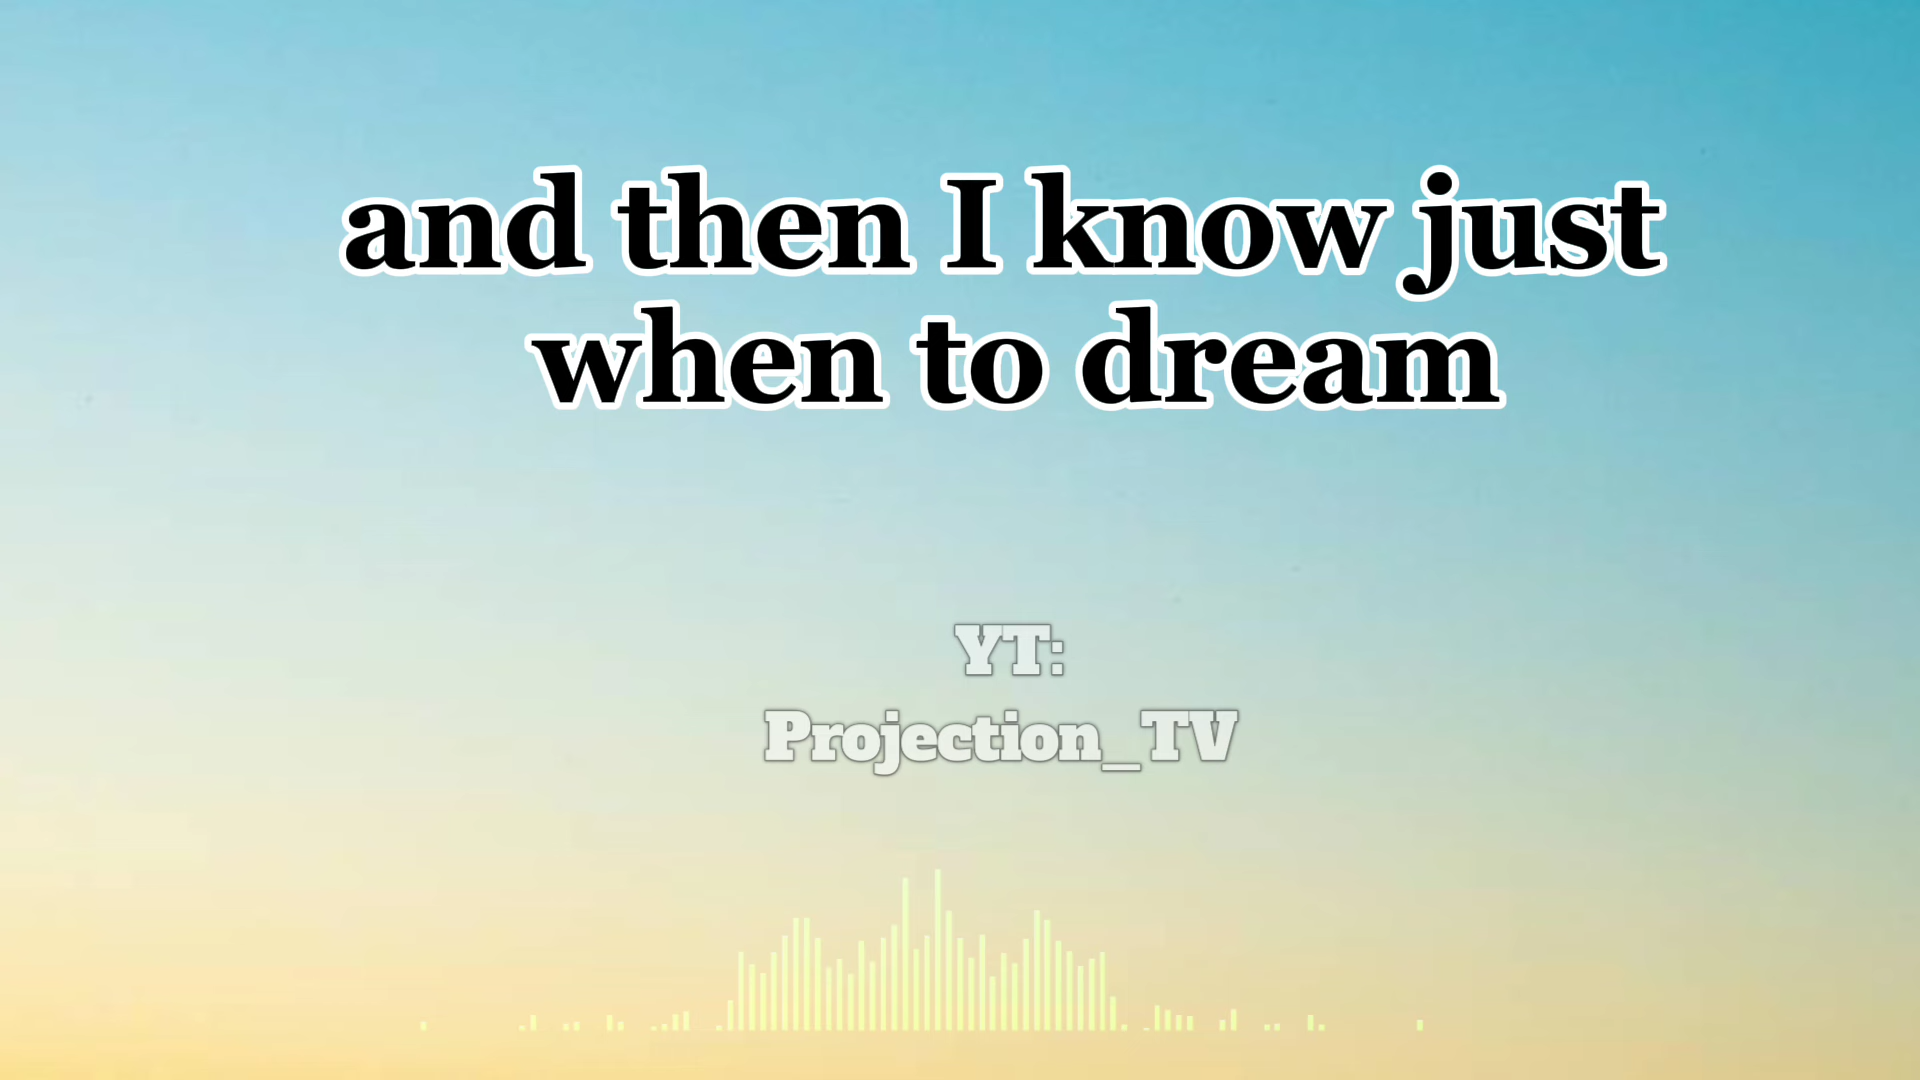 and then I know just
when to dream
YT:
Projection_TV